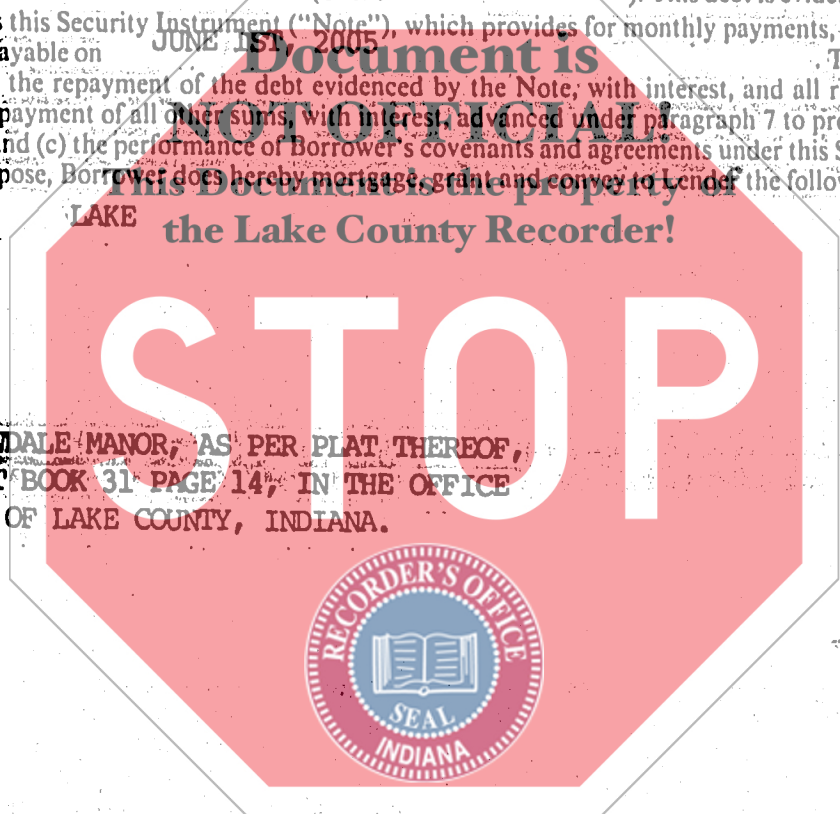 this Security Instrument ("Note"), which provides for monthly payments,
ayable on JUNE 1ST, 2005
Document is
the repayment of the debt evidenced by the Note, with interest, and all r
payment of all other sums, with interest, advanced under paragraph 7 to pro
NOT OFFICIAL!
nd (c) the performance of Borrower's covenants and agreements under this S
pose, Borrower does hereby mortgage, grant and convey to Lender the follo
This Document is the property of
LAKE
the Lake County Recorder!
STOP
DALE MANOR, AS PER PLAT THEREOF,
BOOK 31 PAGE 14, IN THE OFFICE
OF LAKE COUNTY, INDIANA.
RECORDER'S OFFICE
SEAL
INDIANA